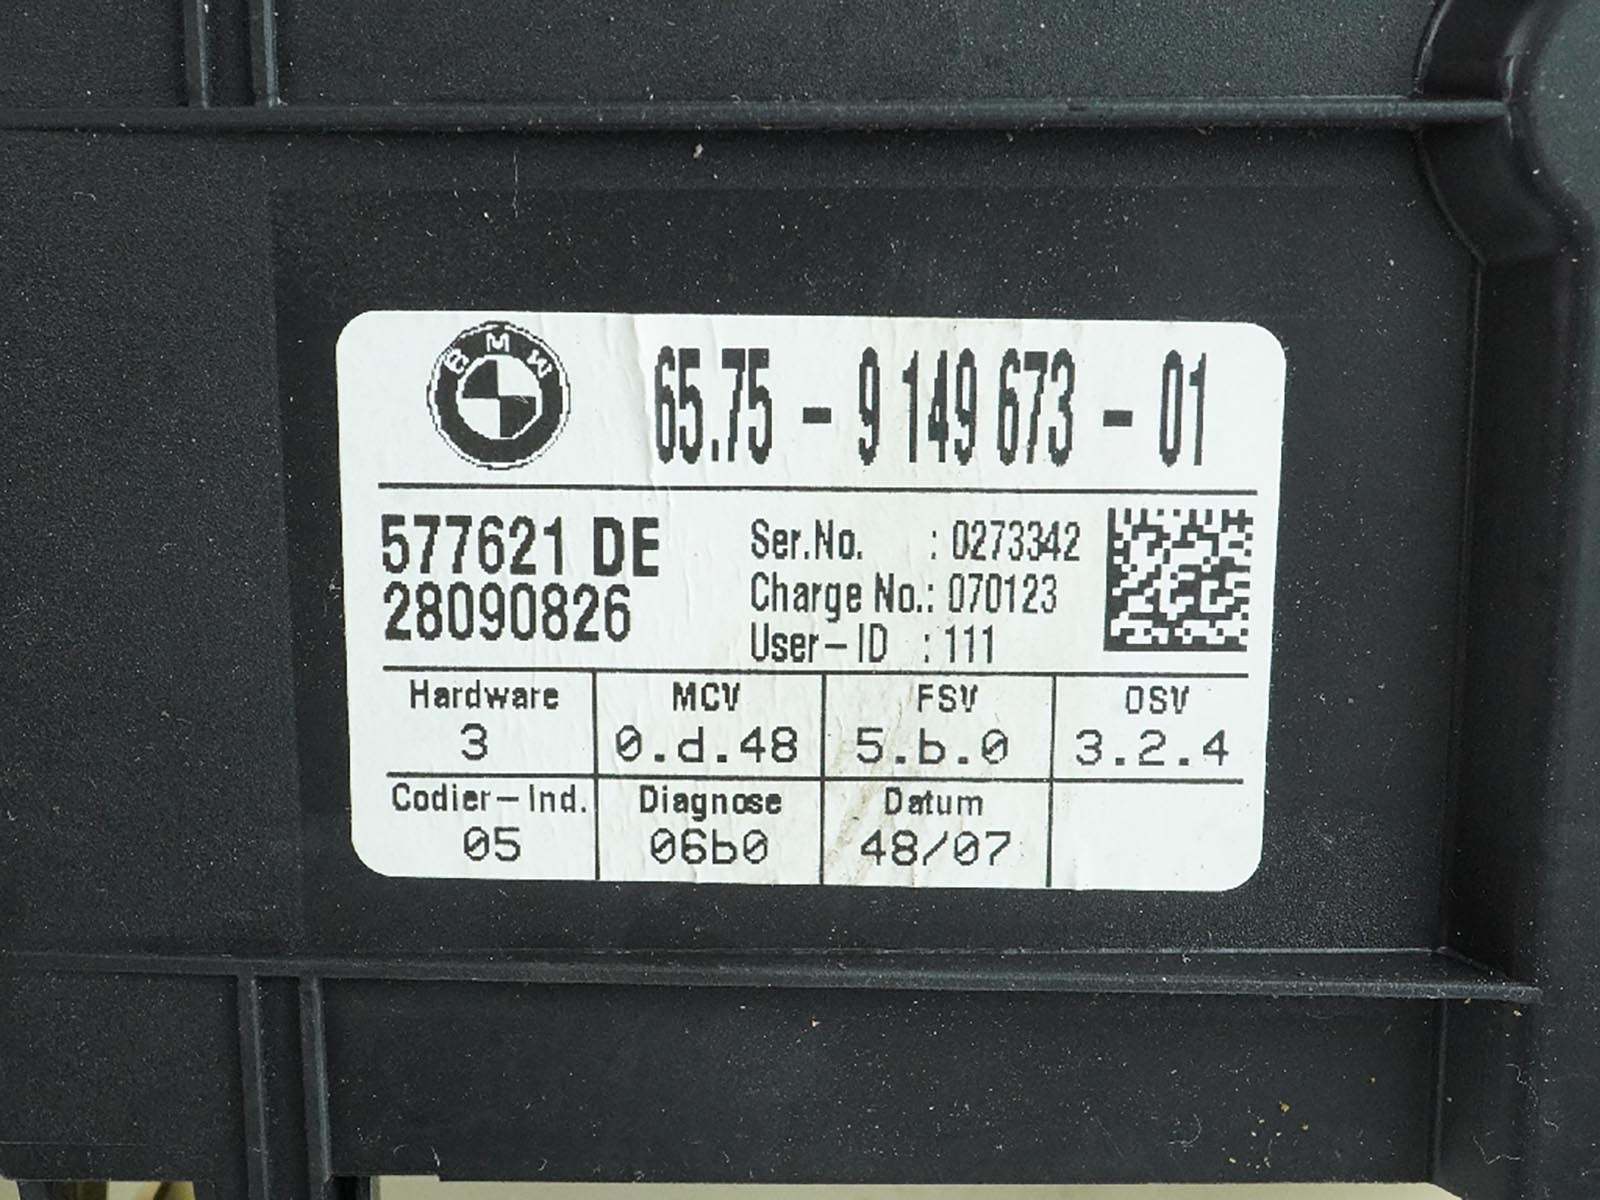 BMW
65.75 - 9 149 673 - 01
577621 DE
28090826
Ser.No. : 0273342
Charge No.: 070123
User-ID : 111
Hardware MCV FSV OSV
3 0.d.48 5.b.0 3.2.4
Codier-Ind. Diagnose Datum
05 06b0 48/07